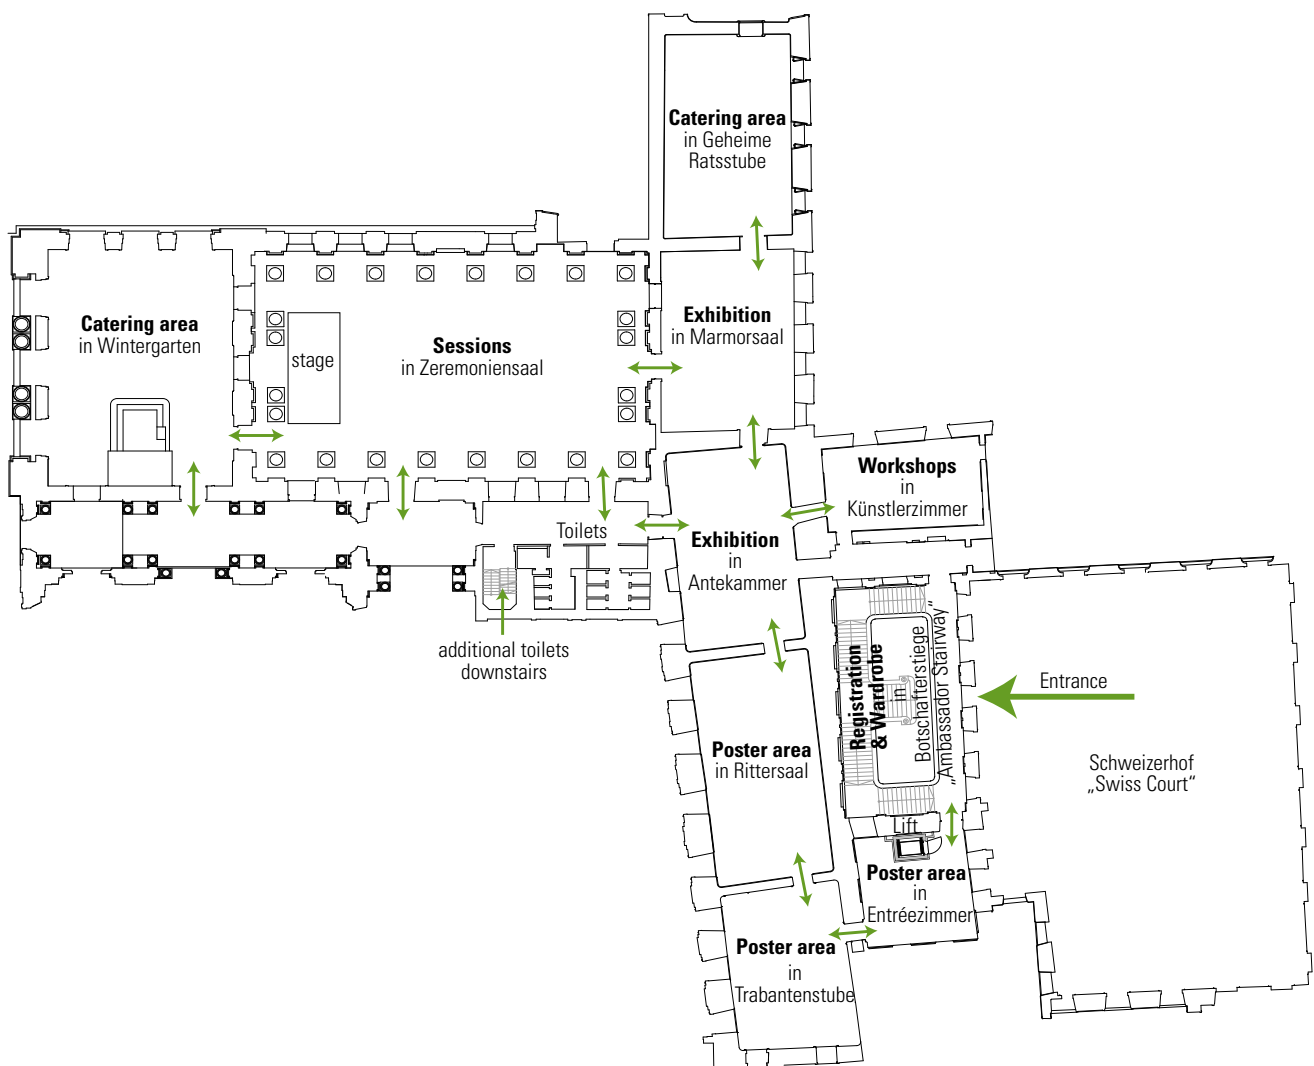 Catering area
in Geheime
Ratsstube
Catering area
in Wintergarten
stage
Sessions
in Zeremoniensaal
Exhibition
in Marmorsaal
Workshops
in
Künstlerzimmer
Toilets
Exhibition
in
Antekammer
additional toilets
downstairs
Registration
& Wardrobe
in
Botschafterstiege
„Ambassador Stairway“
Entrance
Schweizerhof
„Swiss Court“
Poster area
in Rittersaal
Lift
Poster area
in
Entréezimmer
Poster area
in
Trabantenstube